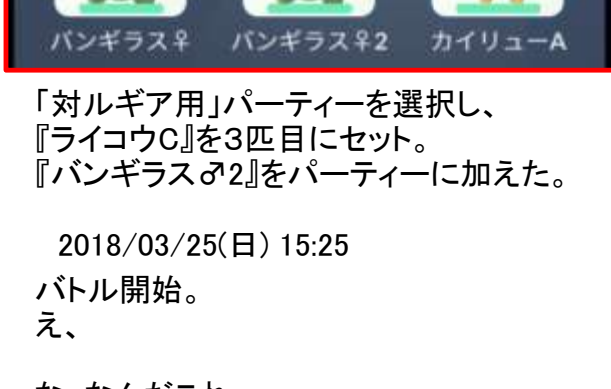 バンギラス♀ バンギラス♀2 カイリューA
「対ルギア用」パーティーを選択し、
『ライコウC』を３匹目にセット。
『バンギラス♂2』をパーティーに加えた。
2018/03/25(日) 15:25
バトル開始。
え、